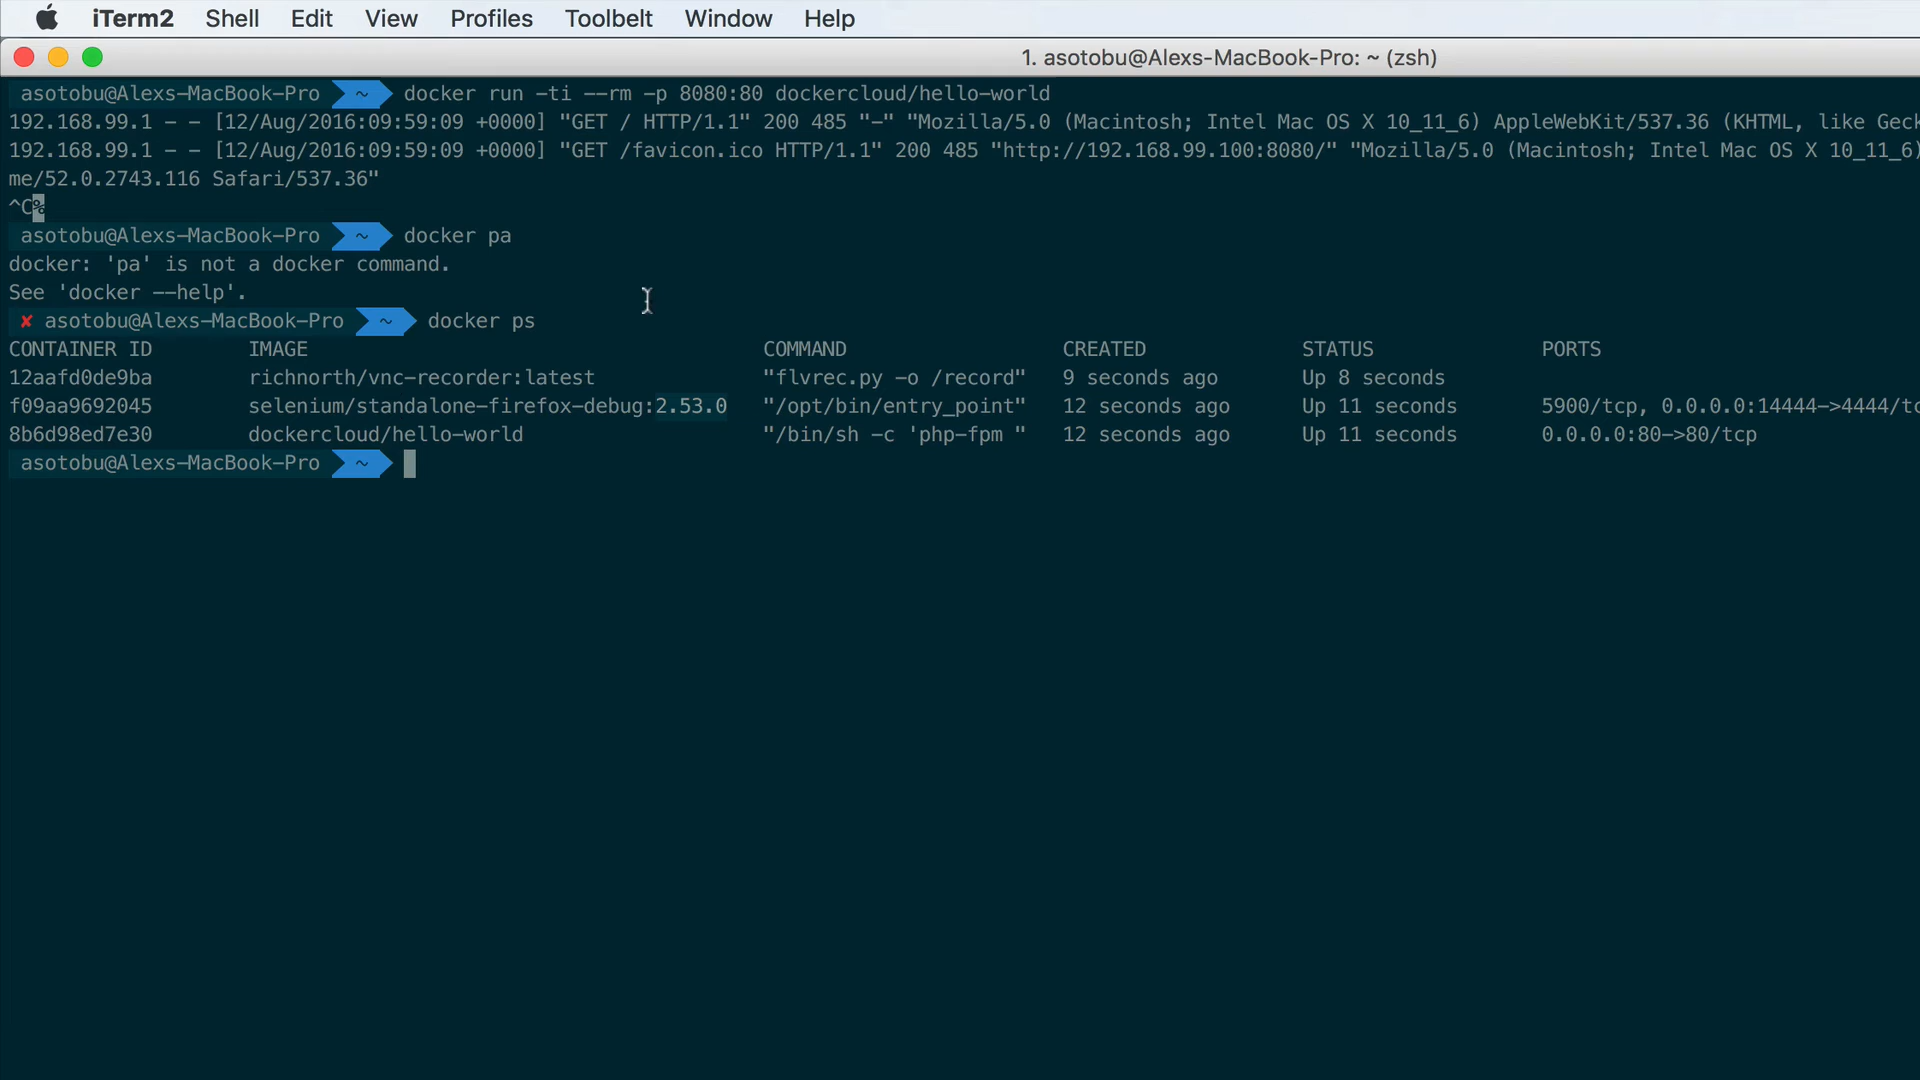 iTerm2 Shell Edit View Profiles Toolbelt Window Help
1. asotobu@Alexs-MacBook-Pro: ~ (zsh)
asotobu@Alexs-MacBook-Pro ~ docker run -ti --rm -p 8080:80 dockercloud/hello-world
192.168.99.1 - - [12/Aug/2016:09:59:09 +0000] "GET / HTTP/1.1" 200 485 "-" "Mozilla/5.0 (Macintosh; Intel Mac OS X 10_11_6) AppleWebKit/537.36 (KHTML, like Geck
192.168.99.1 - - [12/Aug/2016:09:59:09 +0000] "GET /favicon.ico HTTP/1.1" 200 485 "http://192.168.99.100:8080/" "Mozilla/5.0 (Macintosh; Intel Mac OS X 10_11_6)
me/52.0.2743.116 Safari/537.36"
^C%
asotobu@Alexs-MacBook-Pro ~ docker pa
docker: 'pa' is not a docker command.
See 'docker --help'.
✘ asotobu@Alexs-MacBook-Pro ~ docker ps
CONTAINER ID IMAGE COMMAND CREATED STATUS PORTS
12aafd0de9ba richnorth/vnc-recorder:latest "flvrec.py -o /record" 9 seconds ago Up 8 seconds
f09aa9692045 selenium/standalone-firefox-debug:2.53.0 "/opt/bin/entry_point" 12 seconds ago Up 11 seconds 5900/tcp, 0.0.0.0:14444->4444/tc
8b6d98ed7e30 dockercloud/hello-world "/bin/sh -c 'php-fpm " 12 seconds ago Up 11 seconds 0.0.0.0:80->80/tcp
asotobu@Alexs-MacBook-Pro ~